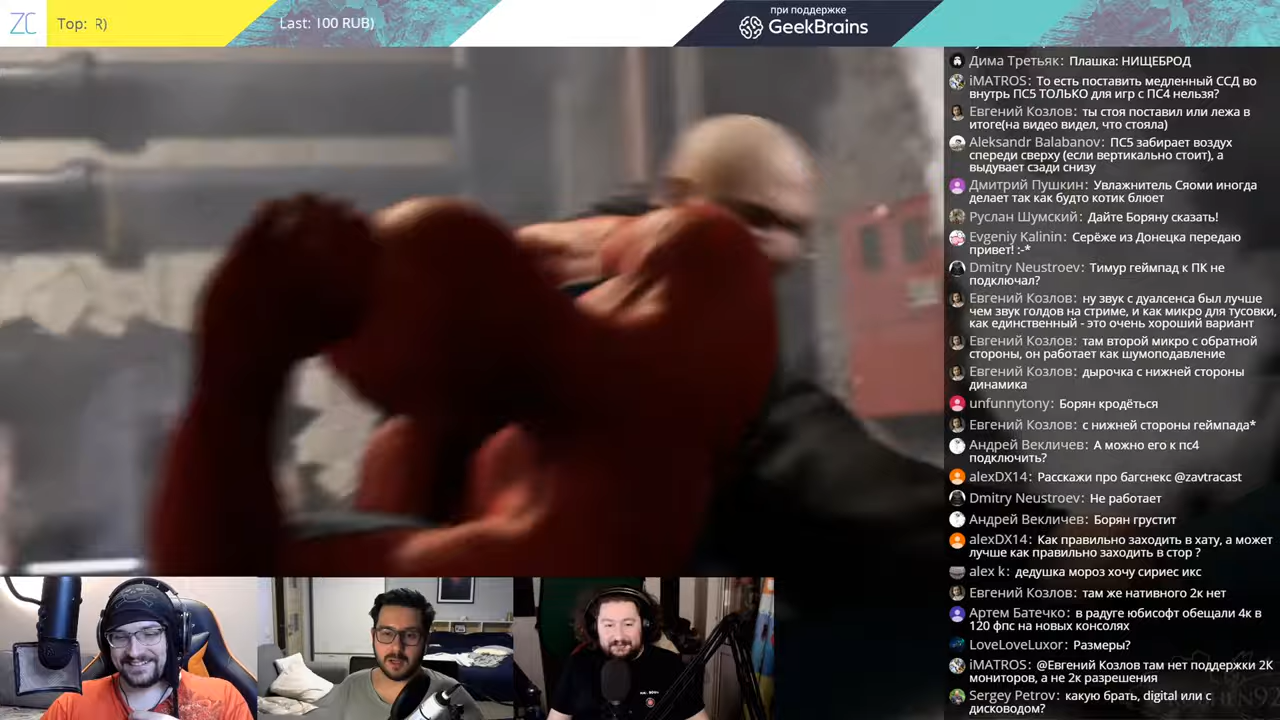 ZC
Top: R)
Last: 100 RUB)
при поддержке
GeekBrains
Дима Третьяк: Плашка: НИЩЕБРОД
iMATROS: То есть поставить медленный ССД во
внутрь ПС5 ТОЛЬКО для игр с ПС4 нельзя?
Евгений Козлов: ты стоя поставил или лежа в
итоге(на видео видел, что стояла)
Aleksandr Balabanov: ПС5 забирает воздух
спереди сверху (если вертикально стоит), а
выдувает сзади снизу
Дмитрий Пушкин: Увлажнитель Сяоми иногда
делает так как будто котик блюет
Руслан Шумский: Дайте Боряну сказать!
Evgeniy Kalinin: Серёже из Донецка передаю
привет! :-*
Dmitry Neustroev: Тимур геймпад к ПК не
подключал?
Евгений Козлов: ну звук с дуалсенса был лучше
чем звук голдов на стриме, и как микро для тусовки,
как единственный - это очень хороший вариант
Евгений Козлов: там второй микро с обратной
стороны, он работает как шумоподавление
Евгений Козлов: дырочка с нижней стороны
динамика
unfunnytony: Борян кродёться
Евгений Козлов: с нижней стороны геймпада*
Андрей Векличев: А можно его к пс4
подключить?
alexDX14: Расскажи про багснекс @zavtracast
Dmitry Neustroev: Не работает
Андрей Векличев: Борян грустит
alexDX14: Как правильно заходить в хату, а может
лучше как правильно заходить в стор ?
alex k: дедушка мороз хочу сириес икс
Евгений Козлов: там же нативного 2к нет
Артем Батечко: в радуге юбисофт обещали 4к в
120 фпс на новых консолях
LoveLoveLuxor: Размеры?
iMATROS: @Евгений Козлов там нет поддержки 2К
мониторов, а не 2к разрешения
Sergey Petrov: какую брать, digital или с
дисководом?